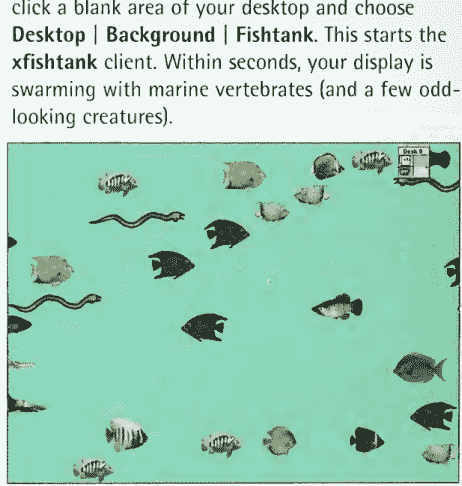 click a blank area of your desktop and choose
Desktop | Background | Fishtank. This starts the
xfishtank client. Within seconds, your display is
swarming with marine vertebrates (and a few odd-
looking creatures).
Desk 0